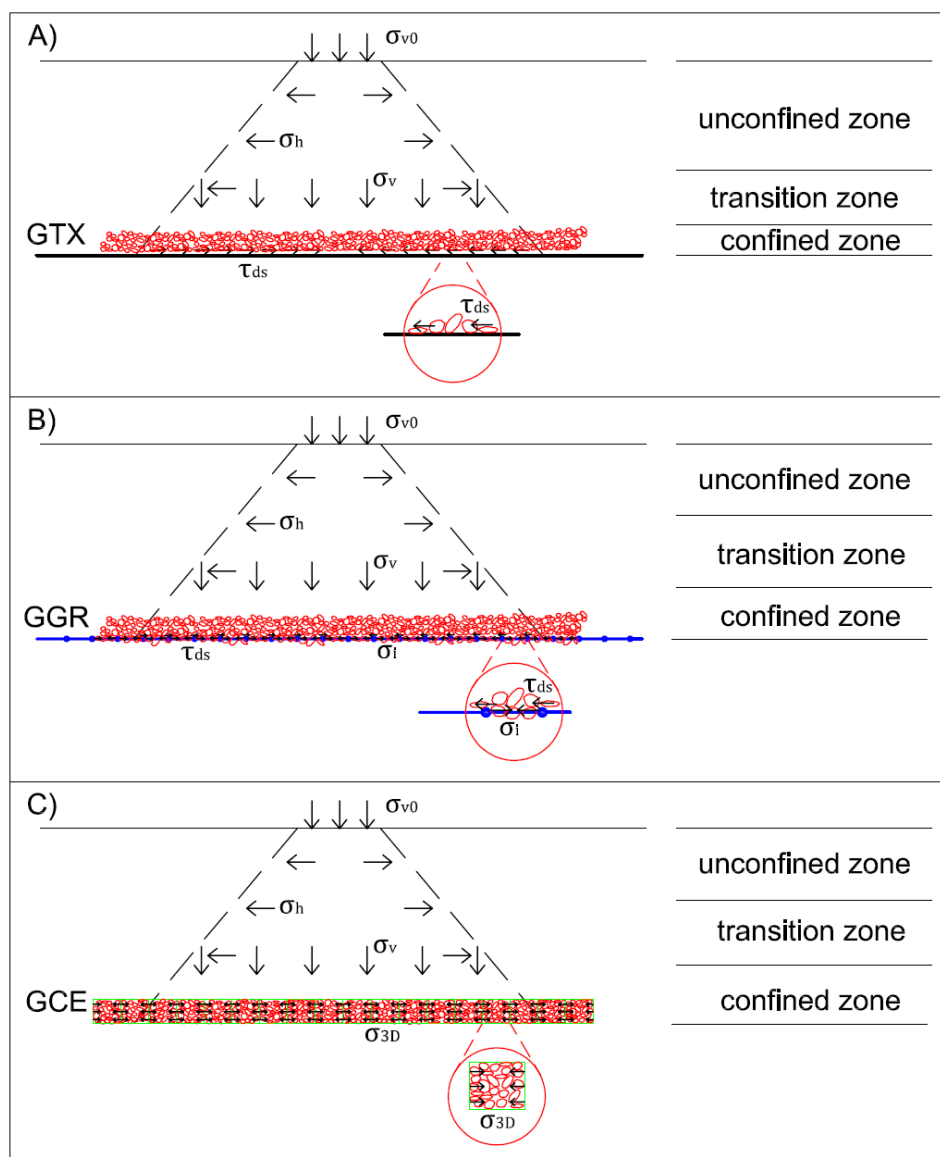 A)
σv0
unconfined zone
σh
σv
transition zone
GTX
confined zone
τds
τds
B)
σv0
unconfined zone
σh
σv
transition zone
GGR
confined zone
τds
σi
τds
σi
C)
σv0
unconfined zone
σh
σv
transition zone
GCE
confined zone
σ3D
σ3D